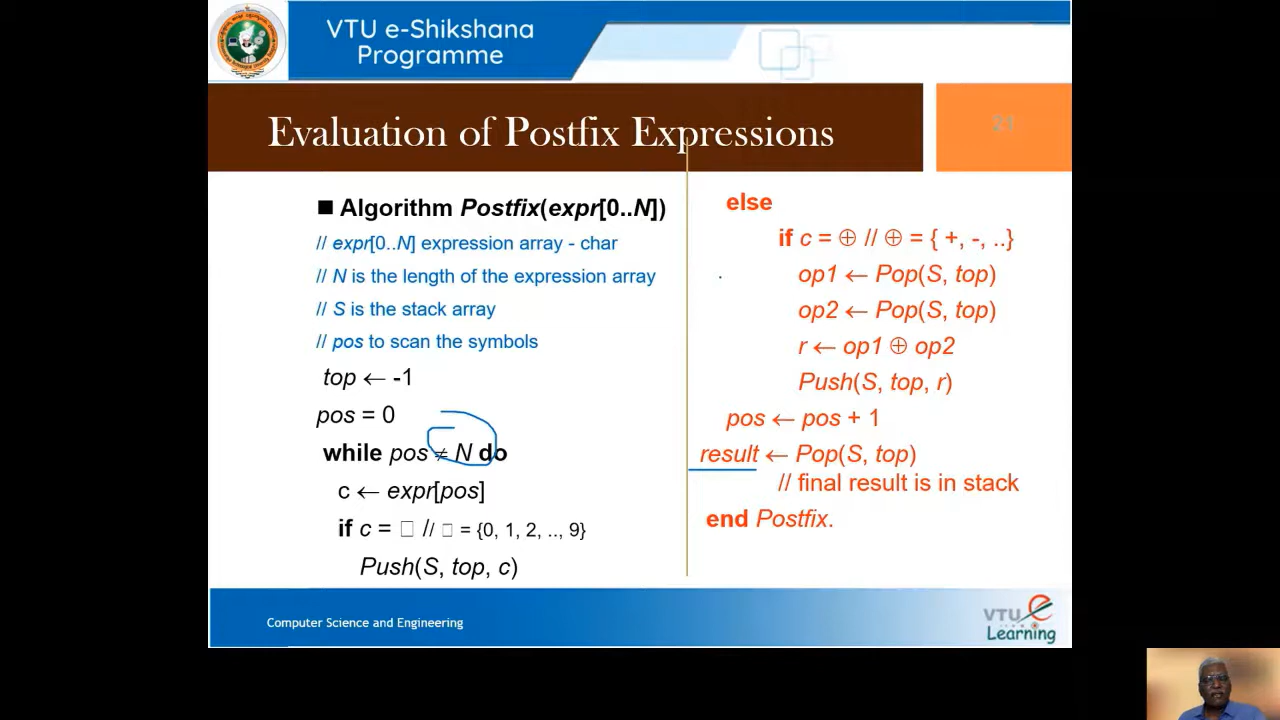 VTU e-Shikshana
Programme
Evaluation of Postfix Expressions
21
■ Algorithm Postfix(expr[0..N])
// expr[0..N] expression array - char
// N is the length of the expression array
// S is the stack array
// pos to scan the symbols
top ← -1
pos = 0
while pos ≠ N do
c ← expr[pos]
if c = □ // □ = {0, 1, 2, .., 9}
Push(S, top, c)
else
if c = ⊕ // ⊕ = { +, -, ..}
op1 ← Pop(S, top)
op2 ← Pop(S, top)
r ← op1 ⊕ op2
Push(S, top, r)
pos ← pos + 1
result ← Pop(S, top)
// final result is in stack
end Postfix.
Computer Science and Engineering
VTU e
Learning